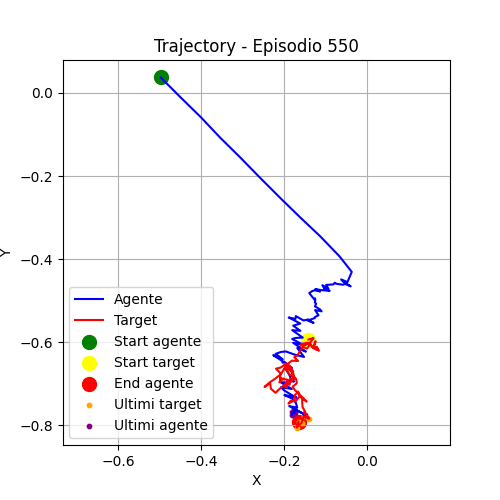 Trajectory - Episodio 550
Y
0.0
−0.2
−0.4
−0.6
−0.8
Agente
Target
Start agente
Start target
End agente
Ultimi target
Ultimi agente
−0.6
−0.4
−0.2
0.0
X